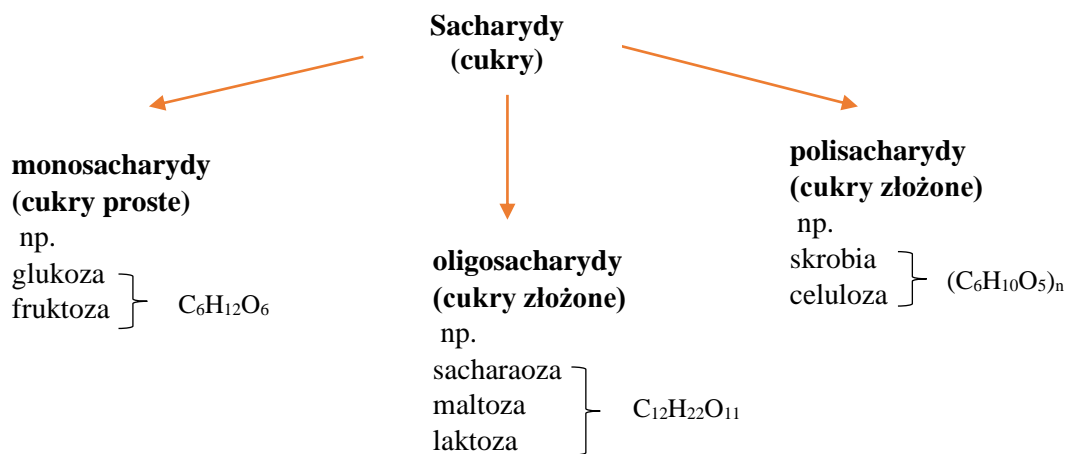 Sacharydy
(cukry)
monosacharydy
(cukry proste)
np.
glukoza
fruktoza
C₆H₁₂O₆
oligosacharydy
(cukry złożone)
np.
sacharaoza
maltoza
laktoza
C₁₂H₂₂O₁₁
polisacharydy
(cukry złożone)
np.
skrobia
celuloza
(C₆H₁₀O₅)ₙ